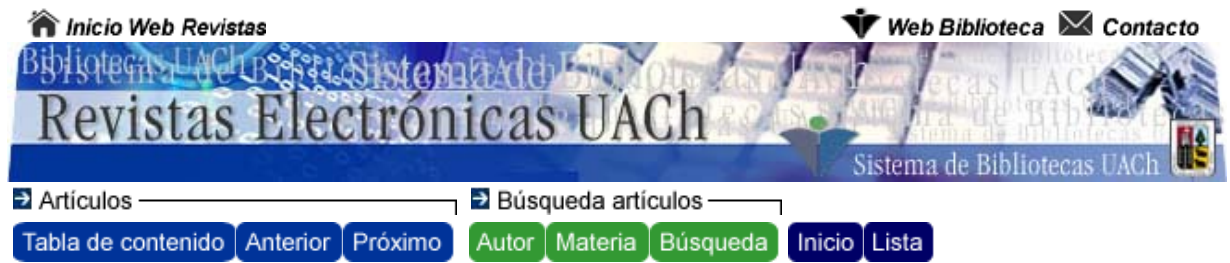 Inicio Web Revistas
Web Biblioteca Contacto
Revistas Electrónicas UACh
Sistema de Bibliotecas UACh
Artículos
Búsqueda artículos
Tabla de contenido Anterior Próximo Autor Materia Búsqueda Inicio Lista